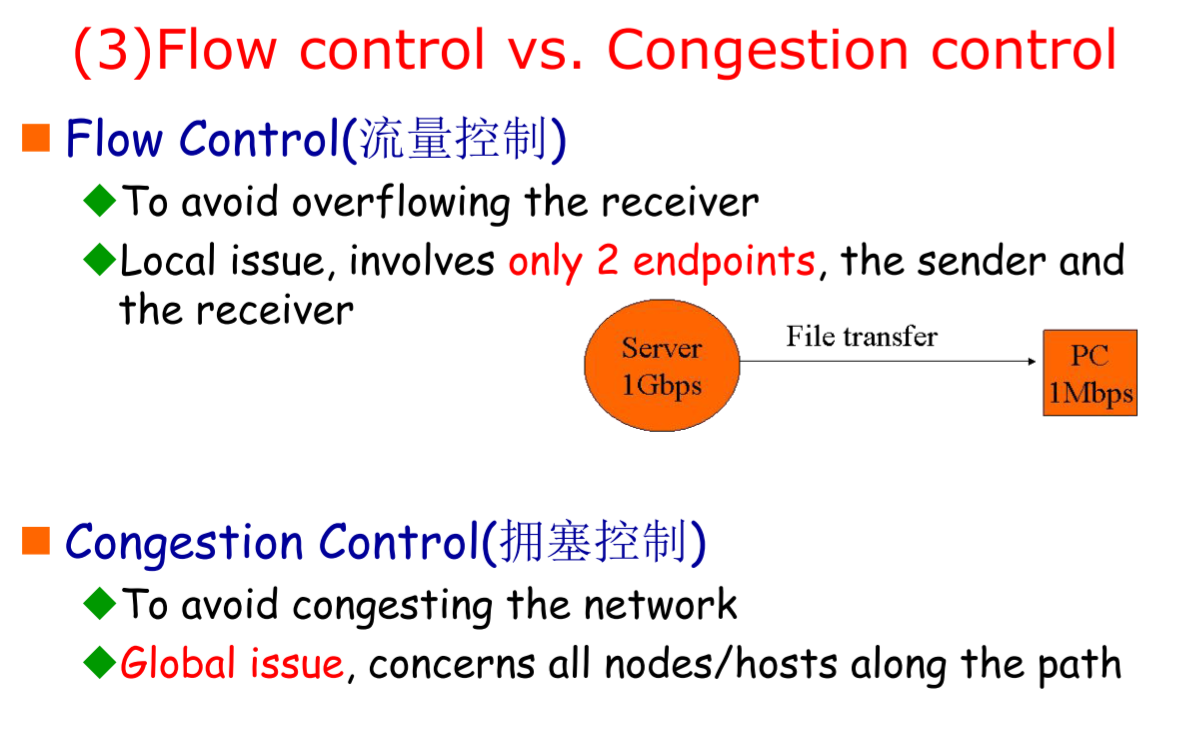 (3)Flow control vs. Congestion control
Flow Control(流量控制)
To avoid overflowing the receiver
Local issue, involves only 2 endpoints, the sender and
the receiver
Server
1Gbps
File transfer
PC
1Mbps
Congestion Control(拥塞控制)
To avoid congesting the network
Global issue, concerns all nodes/hosts along the path